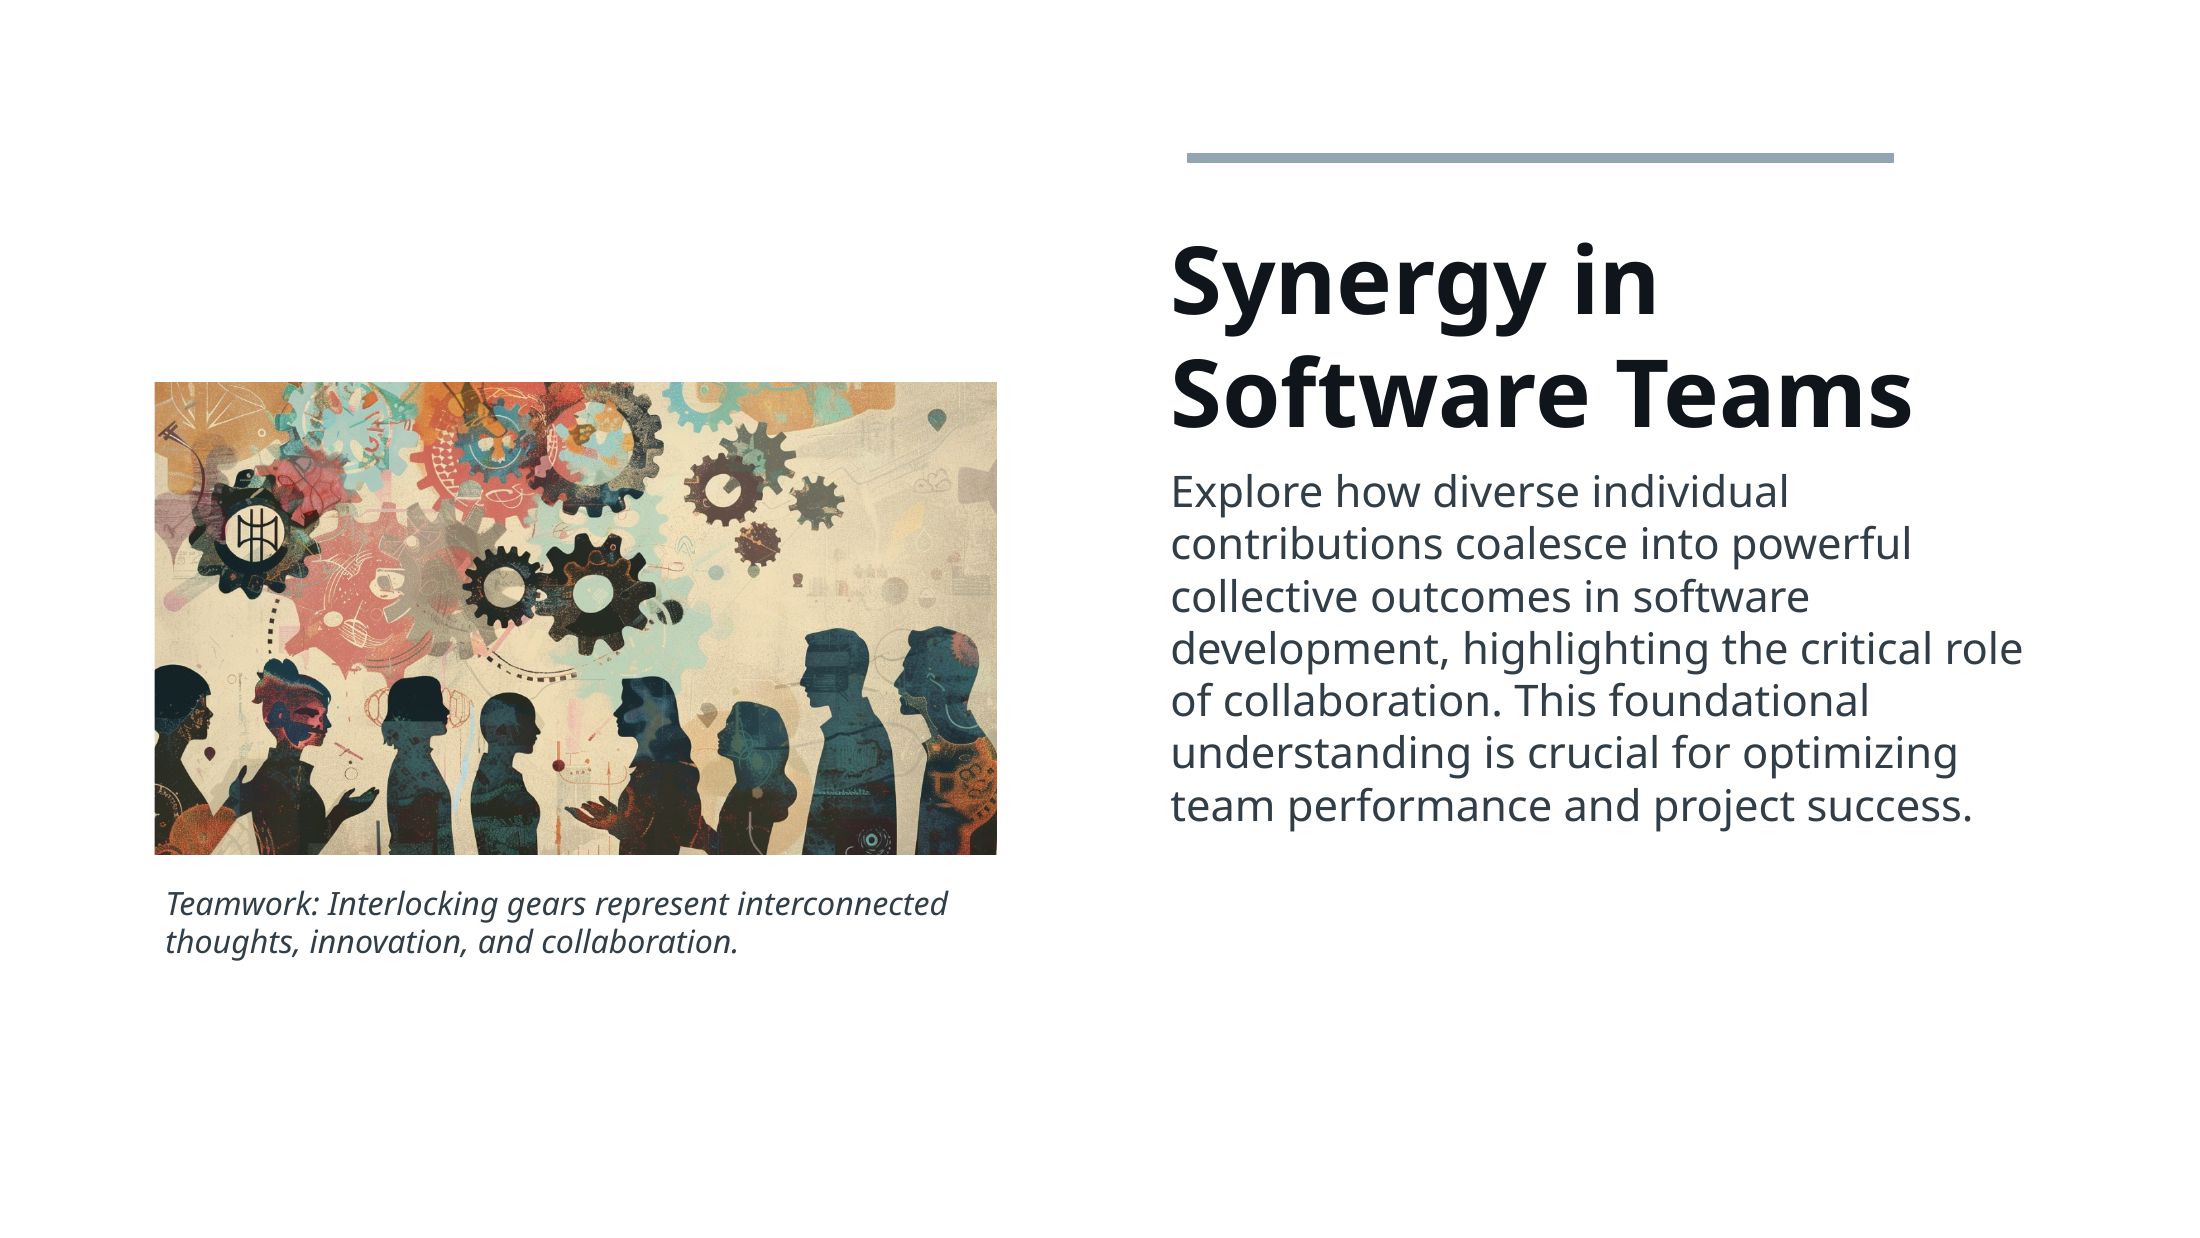 Synergy in
Software Teams
Explore how diverse individual
contributions coalesce into powerful
collective outcomes in software
development, highlighting the critical role
of collaboration. This foundational
understanding is crucial for optimizing
team performance and project success.
Teamwork: Interlocking gears represent interconnected
thoughts, innovation, and collaboration.